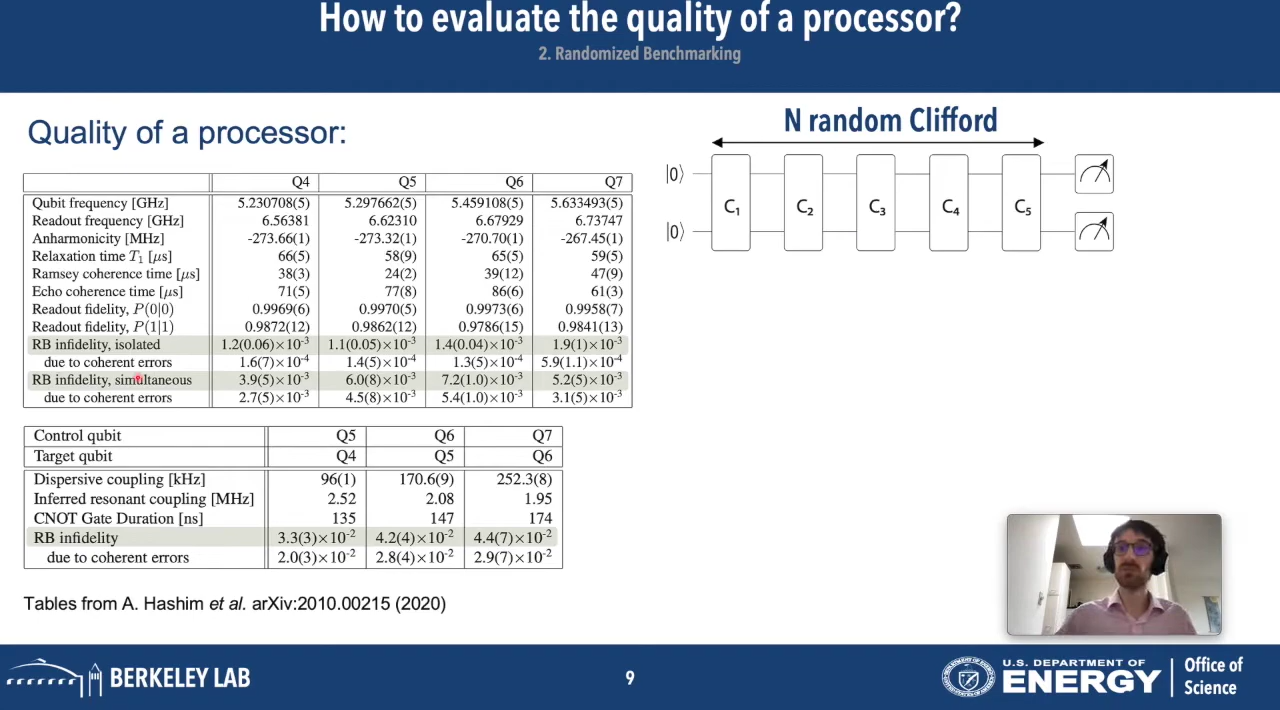 How to evaluate the quality of a processor?
2. Randomized Benchmarking
Quality of a processor:
Q4 Q5 Q6 Q7
Qubit frequency [GHz] 5.230708(5) 5.297662(5) 5.459108(5) 5.633493(5)
Readout frequency [GHz] 6.56381 6.62310 6.67929 6.73747
Anharmonicity [MHz] -273.66(1) -273.32(1) -270.70(1) -267.45(1)
Relaxation time T₁ [μs] 66(5) 58(9) 65(5) 59(5)
Ramsey coherence time [μs] 38(3) 24(2) 39(12) 47(9)
Echo coherence time [μs] 71(5) 77(8) 86(6) 61(3)
Readout fidelity, P(0|0) 0.9969(6) 0.9970(5) 0.9973(6) 0.9958(7)
Readout fidelity, P(1|1) 0.9872(12) 0.9862(12) 0.9786(15) 0.9841(13)
RB infidelity, isolated 1.2(0.06)×10⁻³ 1.1(0.05)×10⁻³ 1.4(0.04)×10⁻³ 1.9(1)×10⁻³
due to coherent errors 1.6(7)×10⁻⁴ 1.4(5)×10⁻⁴ 1.3(5)×10⁻⁴ 5.9(1.1)×10⁻⁴
RB infidelity, simultaneous 3.9(5)×10⁻³ 6.0(8)×10⁻³ 7.2(1.0)×10⁻³ 5.2(5)×10⁻³
due to coherent errors 2.7(5)×10⁻³ 4.5(8)×10⁻³ 5.4(1.0)×10⁻³ 3.1(5)×10⁻³
Control qubit Q5 Q6 Q7
Target qubit Q4 Q5 Q6
Dispersive coupling [kHz] 96(1) 170.6(9) 252.3(8)
Inferred resonant coupling [MHz] 2.52 2.08 1.95
CNOT Gate Duration [ns] 135 147 174
RB infidelity 3.3(3)×10⁻² 4.2(4)×10⁻² 4.4(7)×10⁻²
due to coherent errors 2.0(3)×10⁻² 2.8(4)×10⁻² 2.9(7)×10⁻²
Tables from A. Hashim et al. arXiv:2010.00215 (2020)
N random Clifford
|0⟩
C₁ C₂ C₃ C₄ C₅
|0⟩
BERKELEY LAB
9
U.S. DEPARTMENT OF
ENERGY
Office of
Science